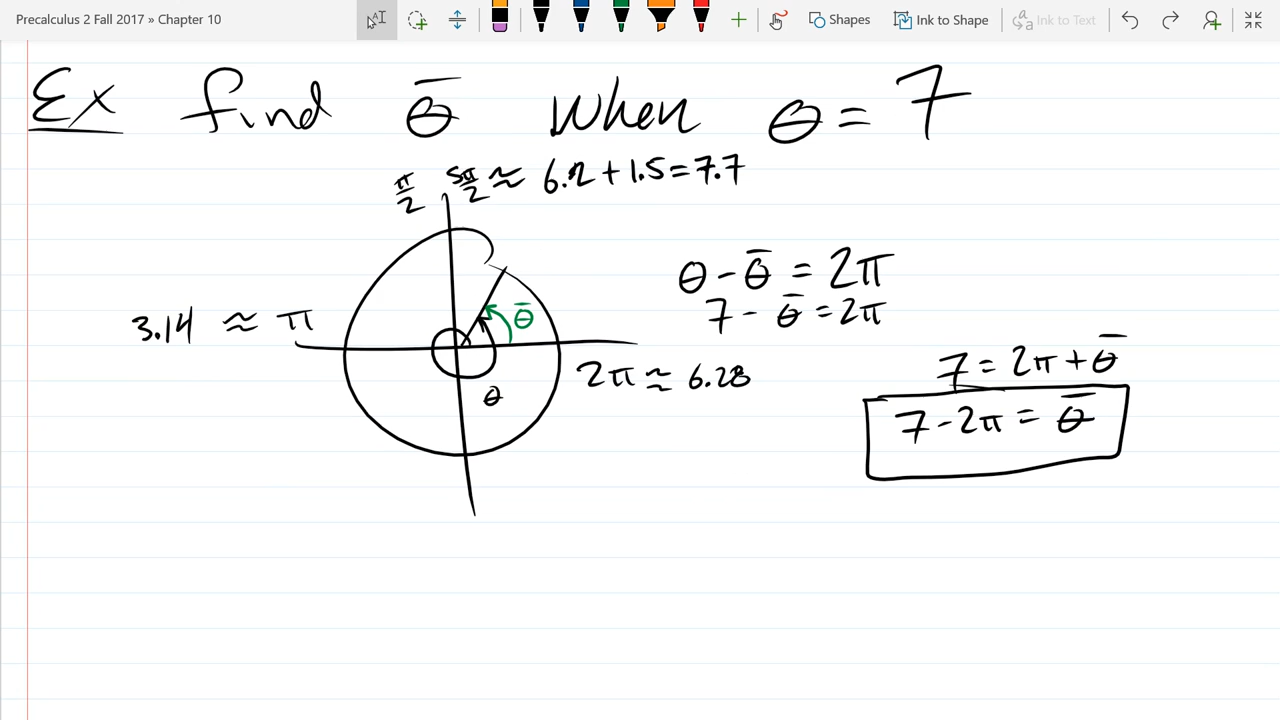 Precalculus 2 Fall 2017 » Chapter 10
Shapes
Ink to Shape
Ink to Text
Ex find θ̄ when θ = 7
π/2 5π/2 ≈ 6.2 + 1.5 = 7.7
θ - θ̄ = 2π
7 - θ̄ = 2π
3.14 ≈ π
θ̄
2π ≈ 6.28
θ
7 = 2π + θ̄
7 - 2π = θ̄